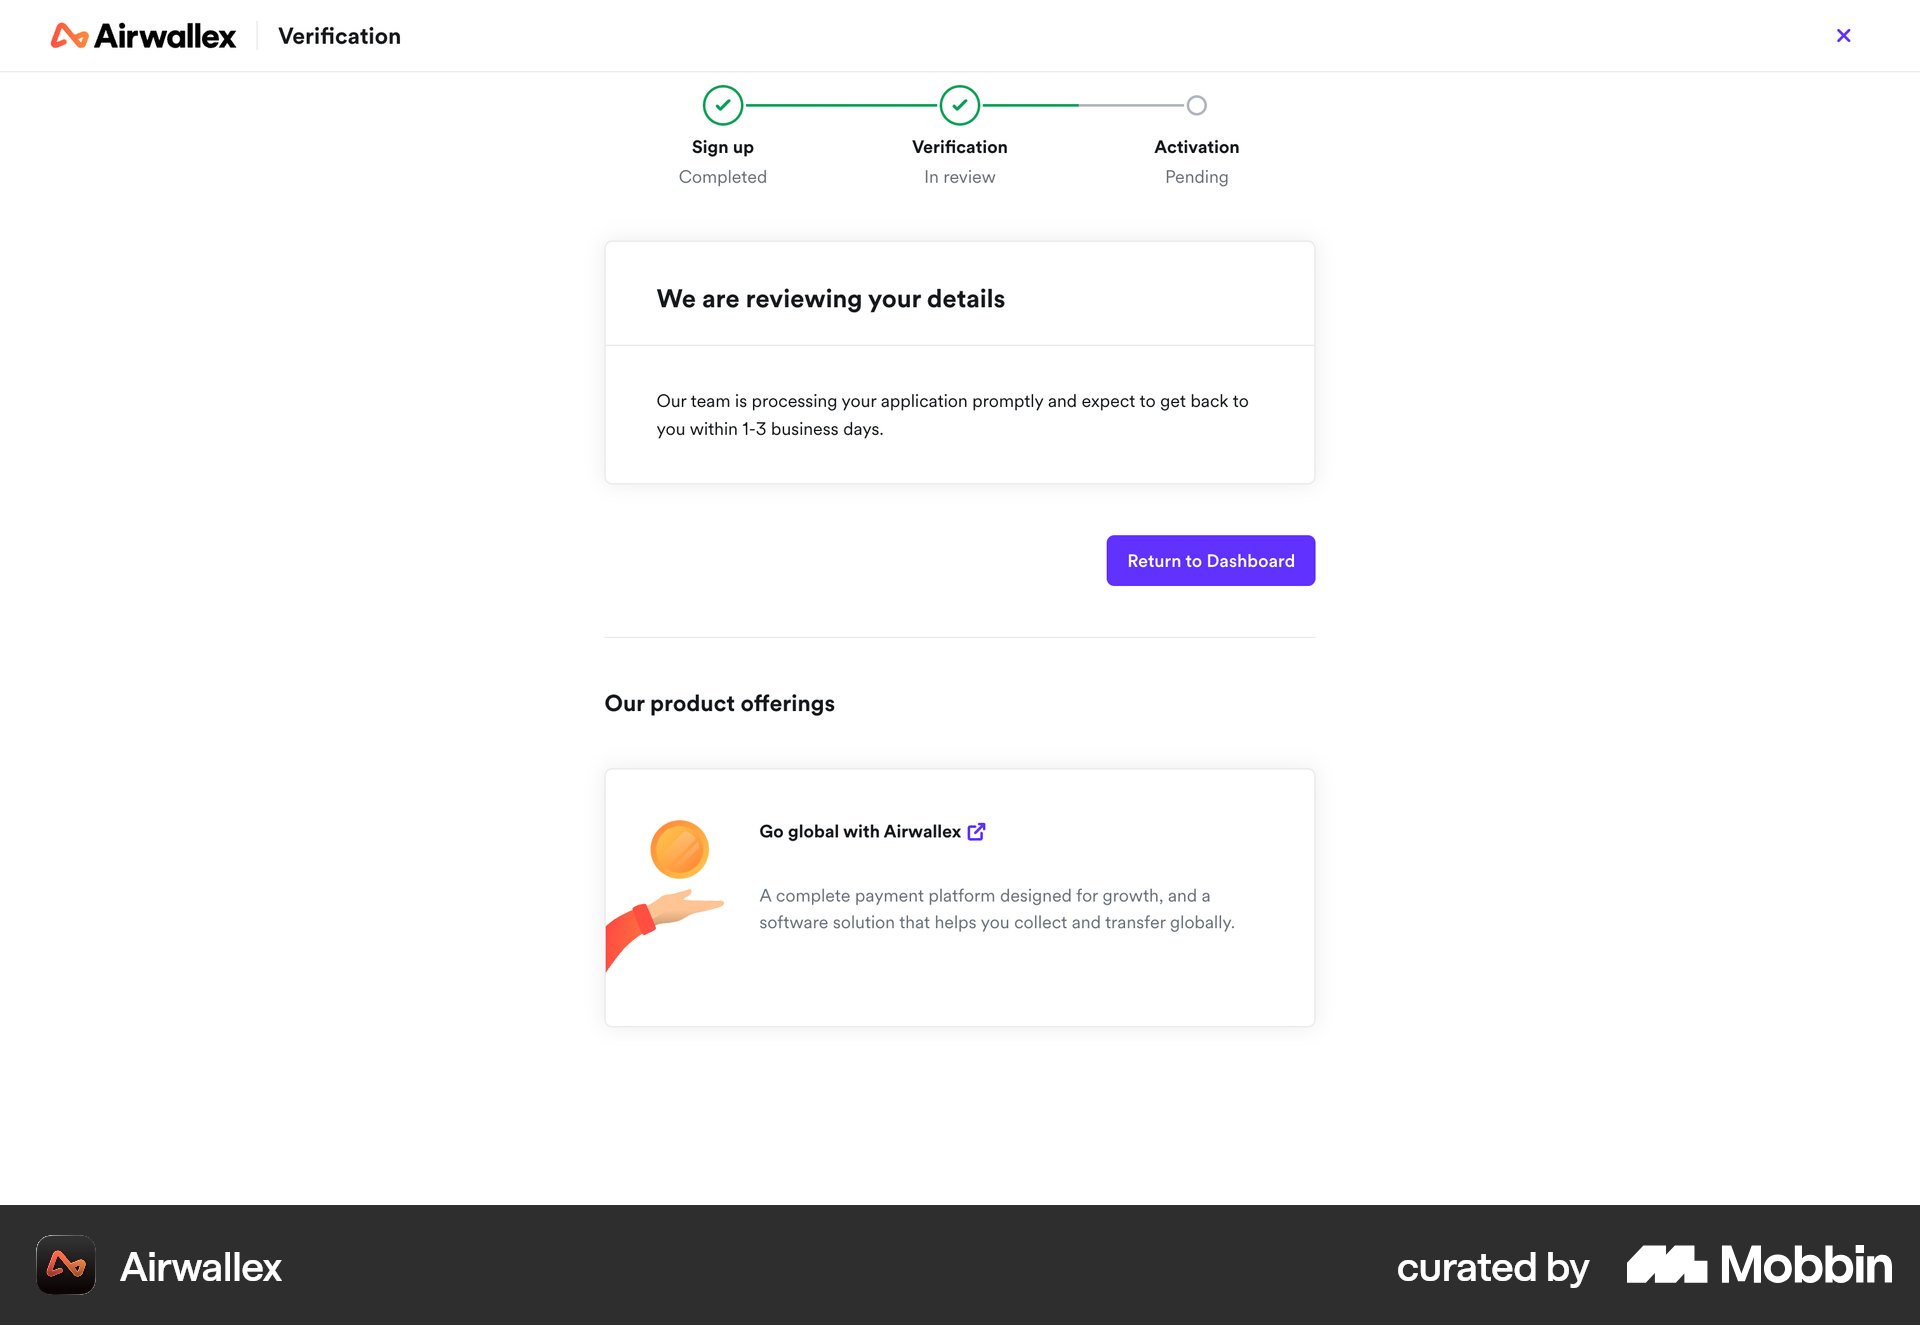 Airwallex
Verification
Sign up
Completed
Verification
In review
Activation
Pending
We are reviewing your details
Our team is processing your application promptly and expect to get back to
you within 1-3 business days.
Return to Dashboard
Our product offerings
Go global with Airwallex
A complete payment platform designed for growth, and a
software solution that helps you collect and transfer globally.
Airwallex
curated by
Mobbin